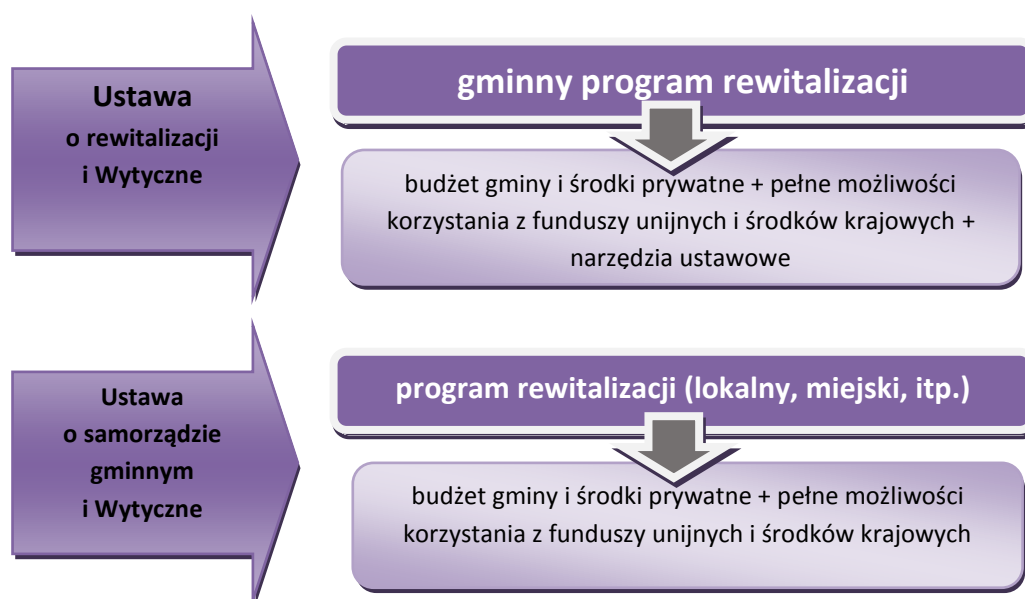 Ustawa
o rewitalizacji
i Wytyczne
gminny program rewitalizacji
budżet gminy i środki prywatne + pełne możliwości
korzystania z funduszy unijnych i środków krajowych +
narzędzia ustawowe
Ustawa
o samorządzie
gminnym
i Wytyczne
program rewitalizacji (lokalny, miejski, itp.)
budżet gminy i środki prywatne + pełne możliwości
korzystania z funduszy unijnych i środków krajowych